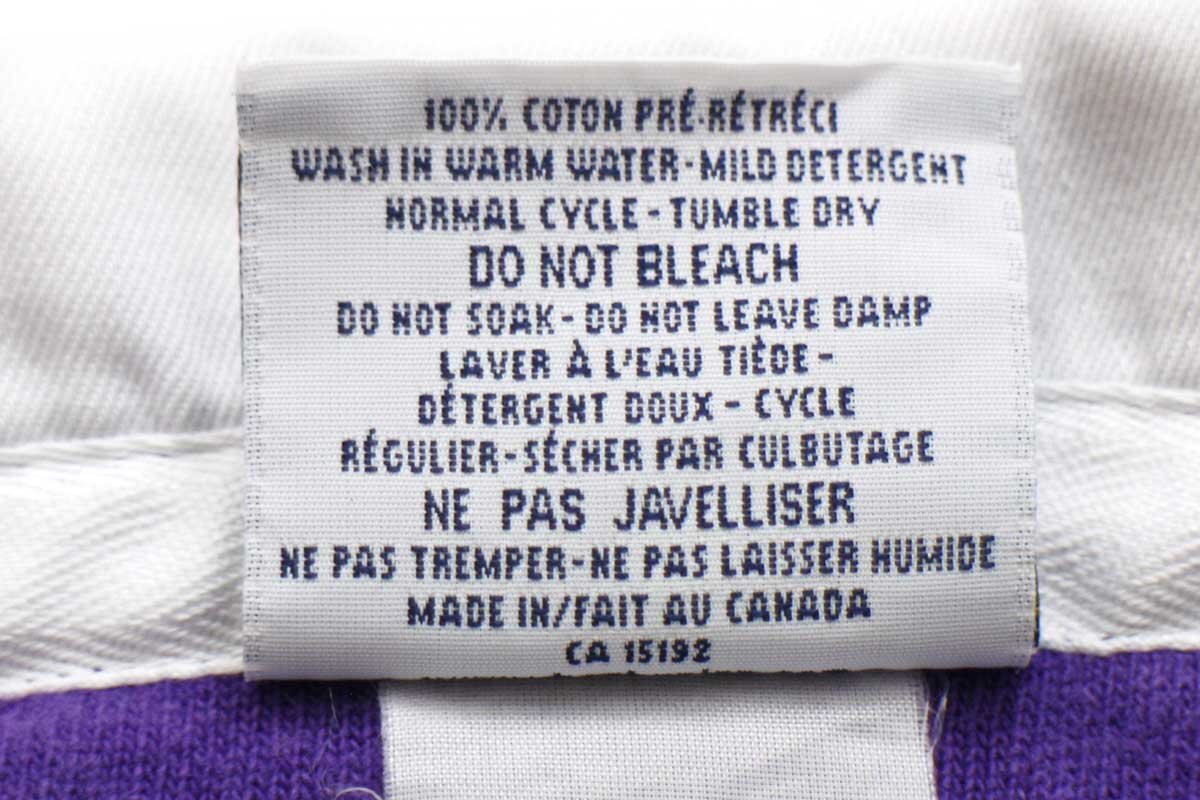 100% COTON PRÉ-RÉTRÉCI
WASH IN WARM WATER-MILD DETERGENT
NORMAL CYCLE - TUMBLE DRY
DO NOT BLEACH
DO NOT SOAK - DO NOT LEAVE DAMP
LAVER À L'EAU TIÈDE -
DÉTERGENT DOUX - CYCLE
RÉGULIER-SÉCHER PAR CULBUTAGE
NE PAS JAVELLISER
NE PAS TREMPER-NE PAS LAISSER HUMIDE
MADE IN/FAIT AU CANADA
CA 15192